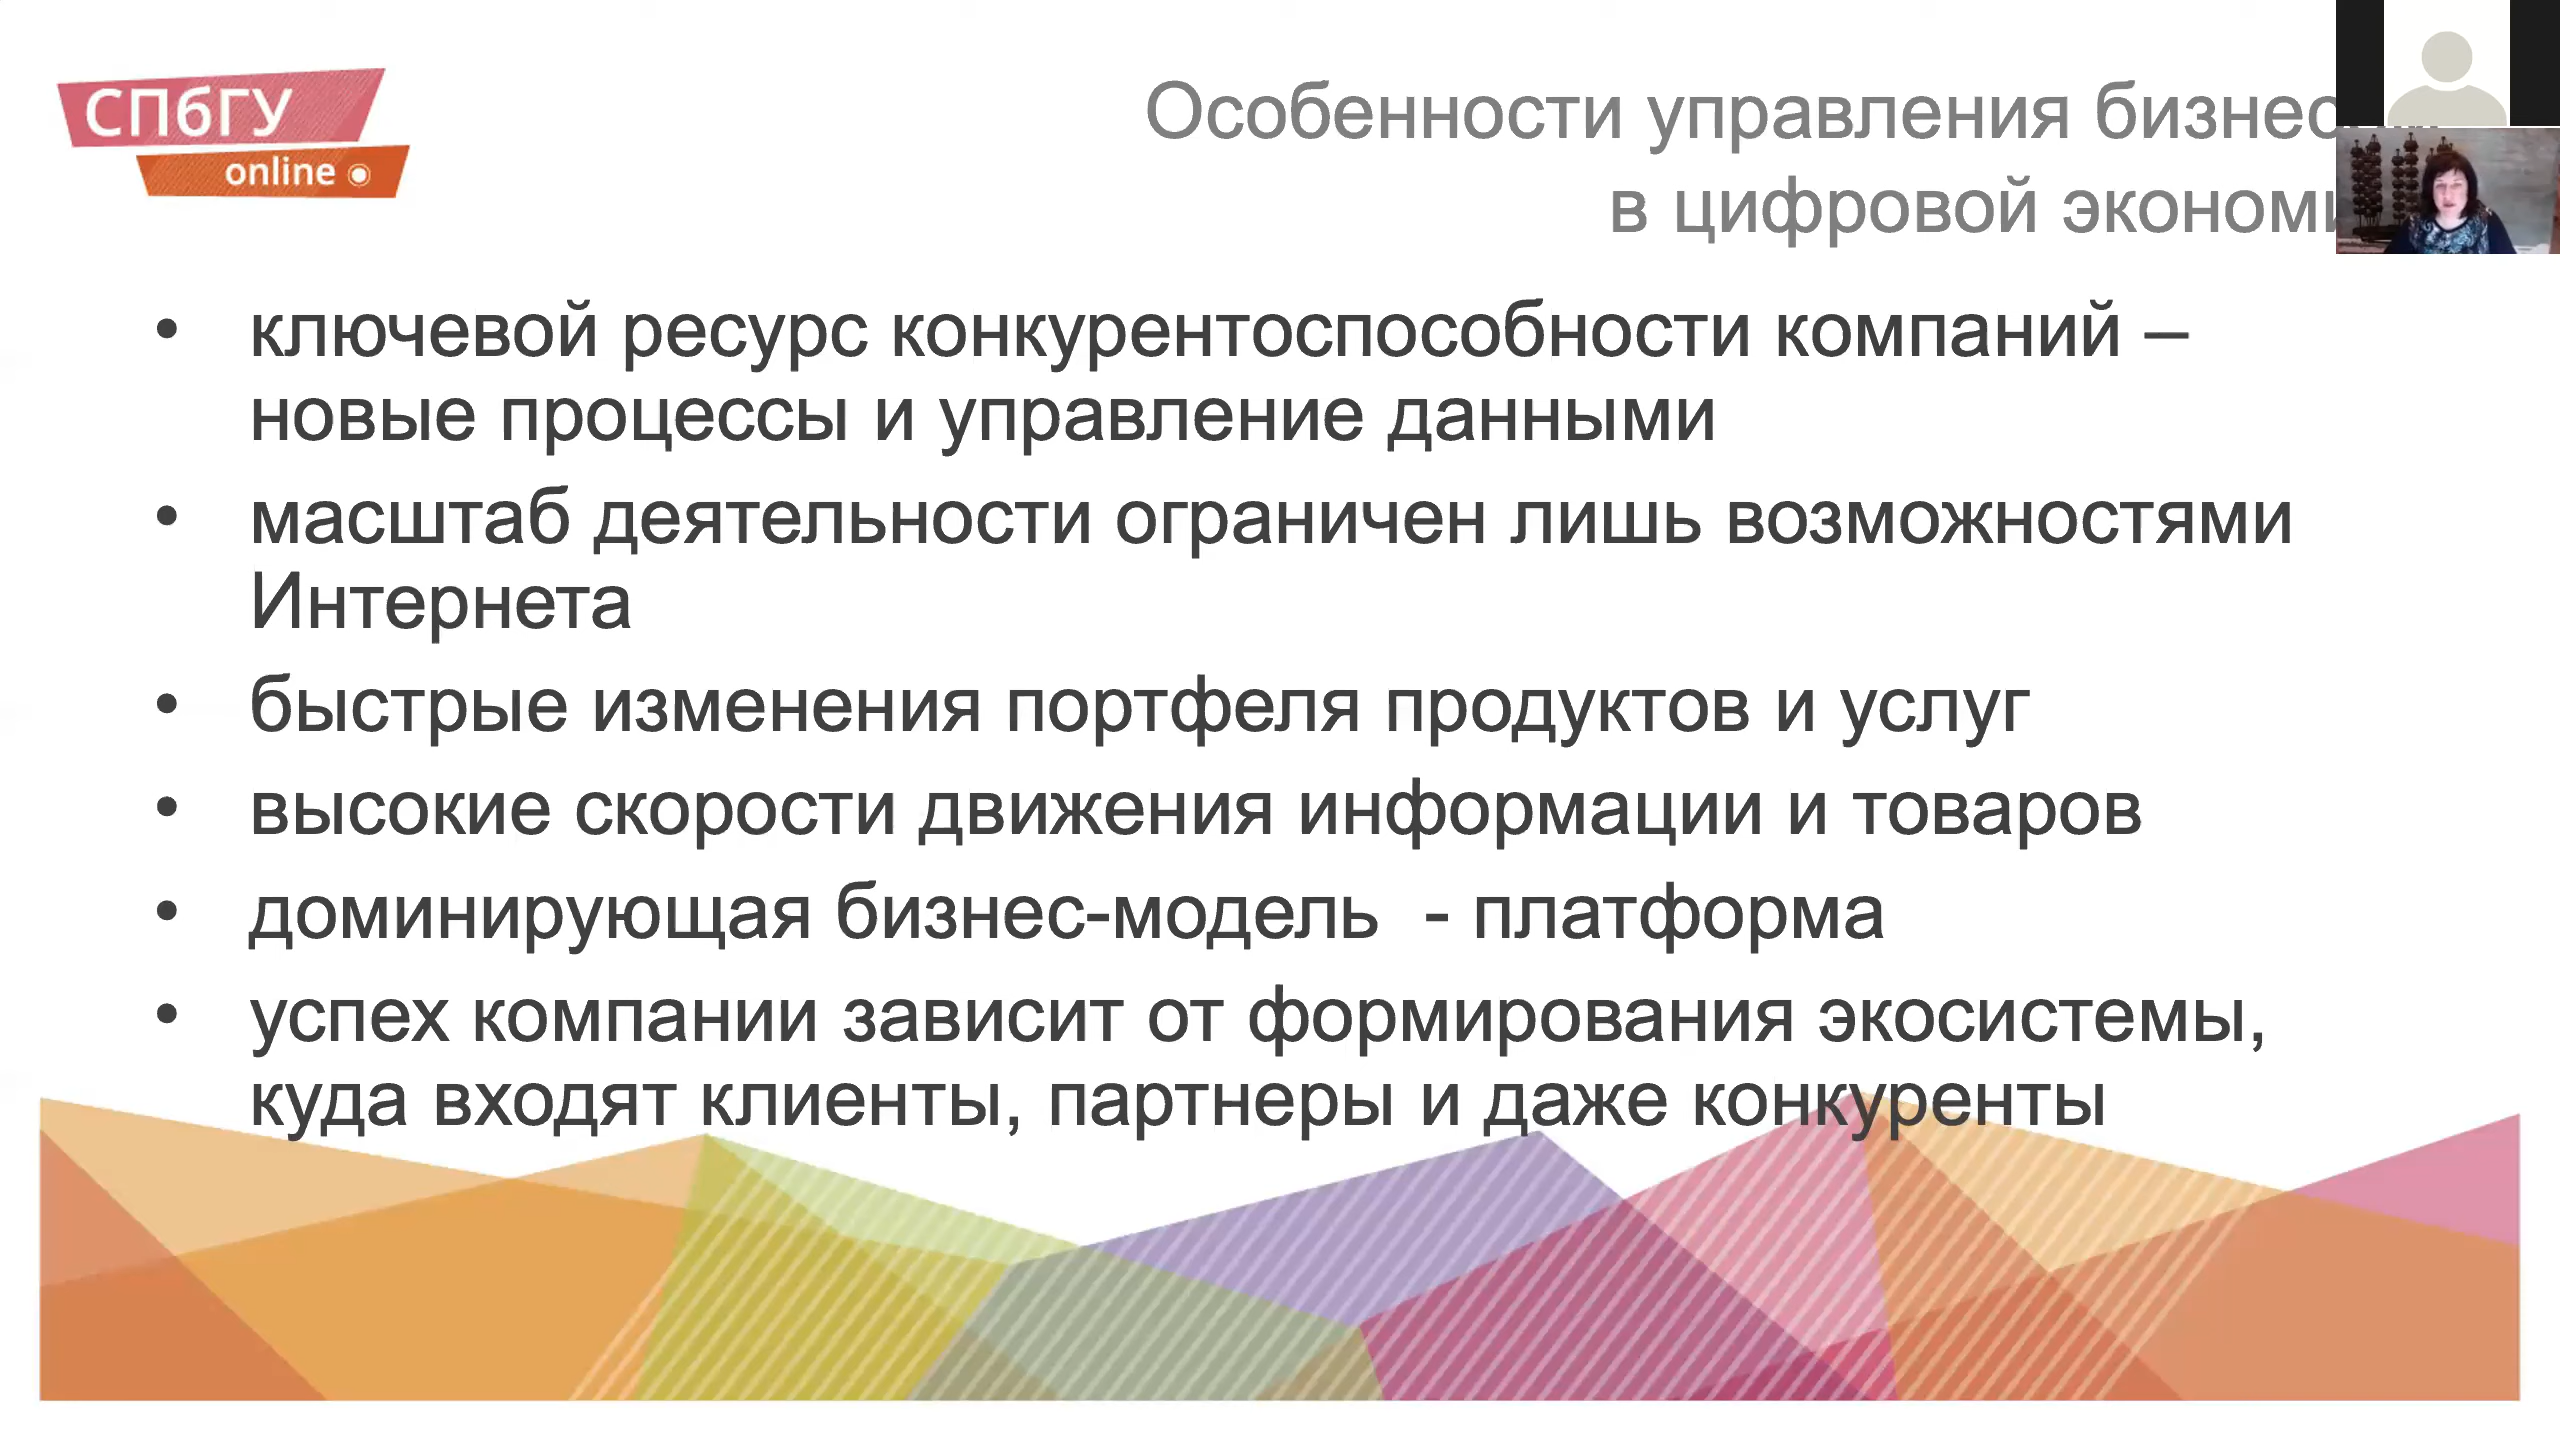 СПбГУ
online
Особенности управления
в цифровой
• ключевой ресурс конкурентоспособности компаний –
новые процессы и управление данными
• масштаб деятельности ограничен лишь возможностями
Интернета
• быстрые изменения портфеля продуктов и услуг
• высокие скорости движения информации и товаров
• доминирующая бизнес-модель  - платформа
• успех компании зависит от формирования экосистемы,
куда входят клиенты, партнеры и даже конкуренты